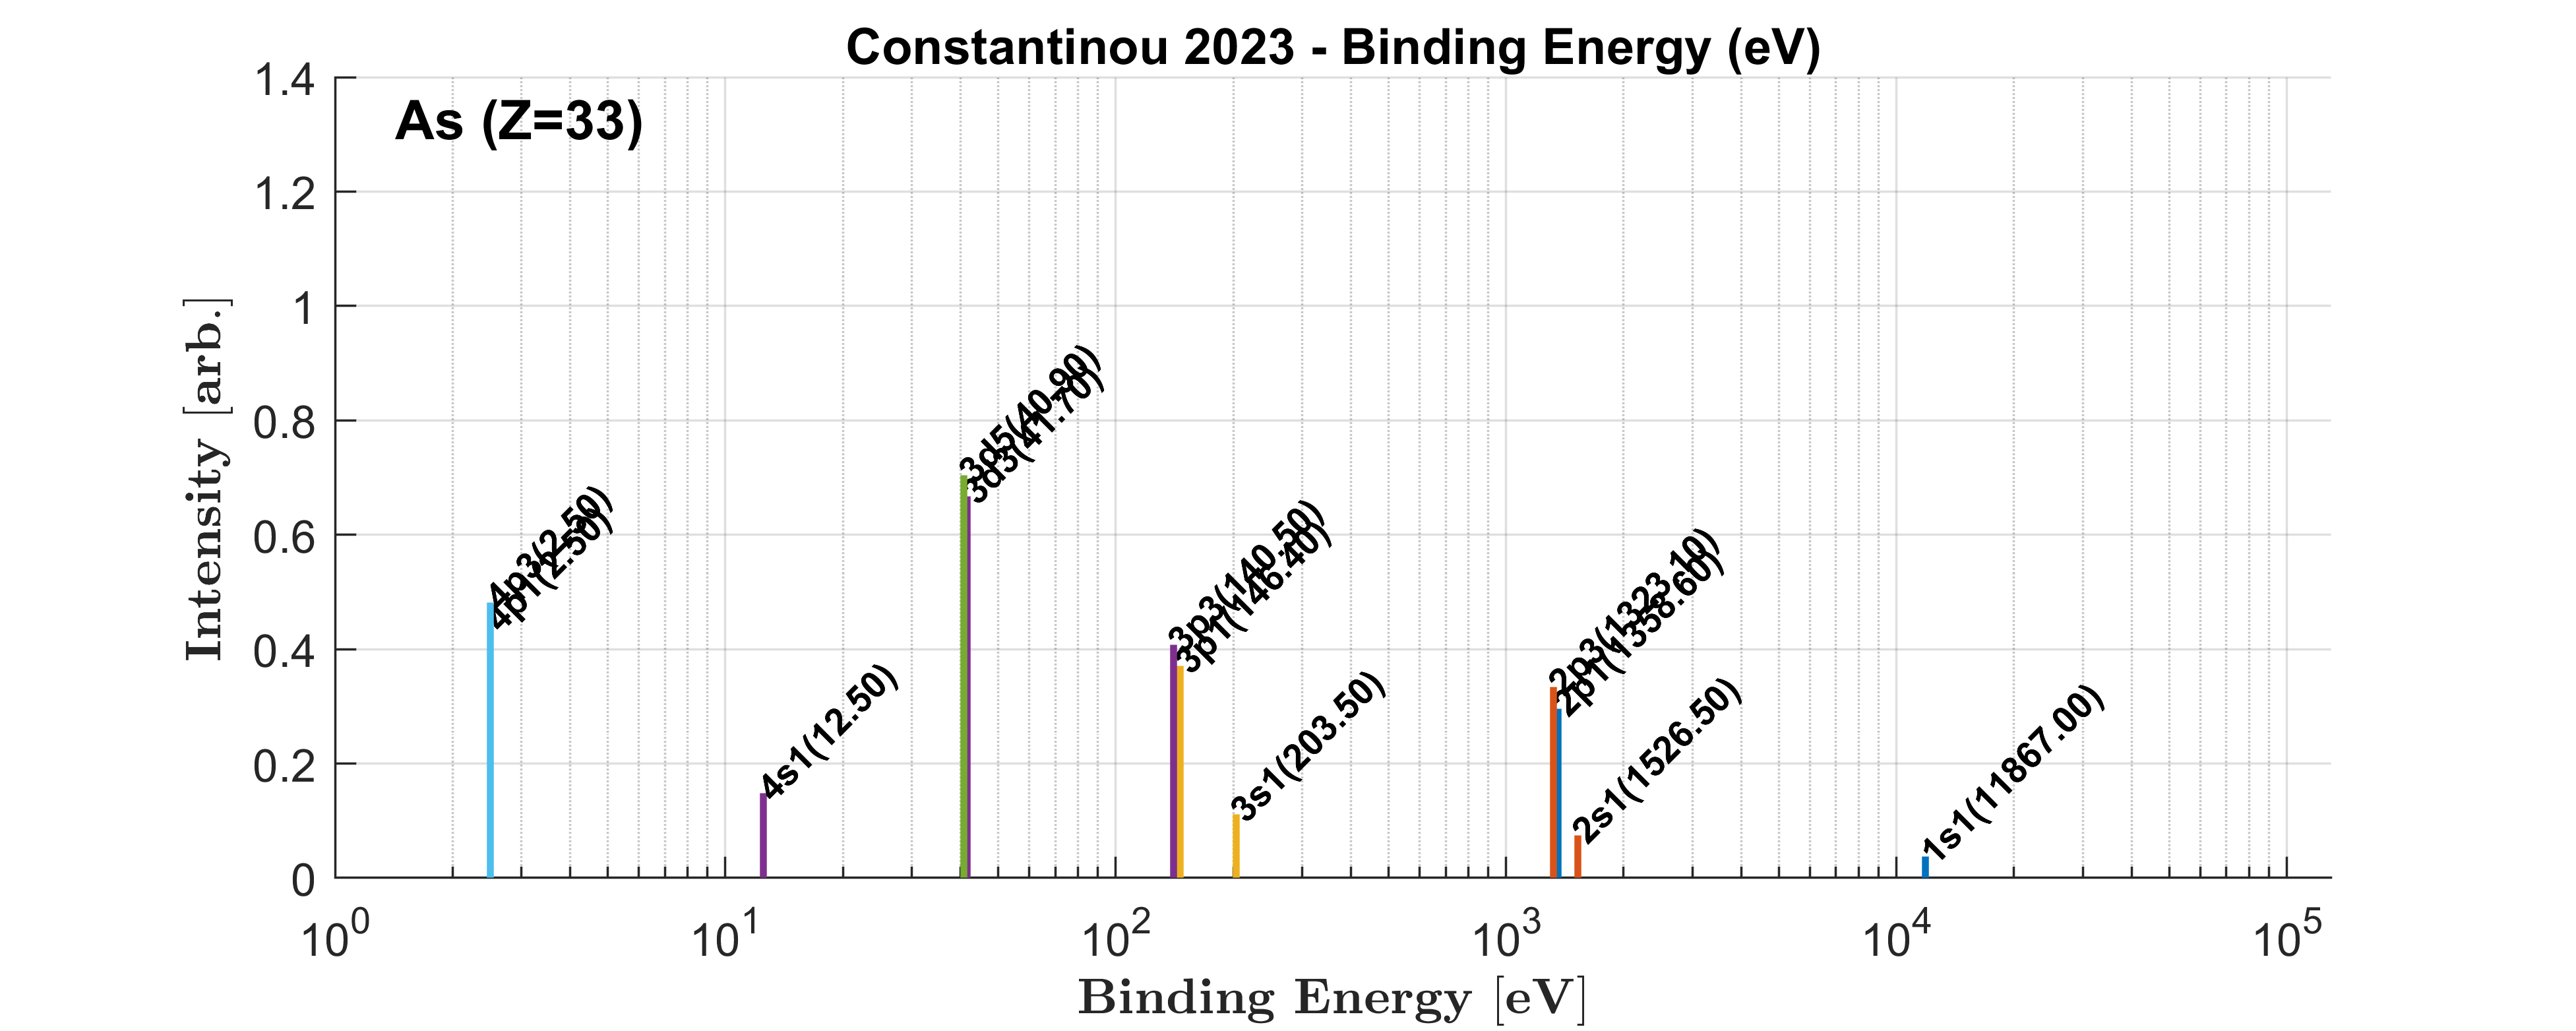 Constantinou 2023 - Binding Energy (eV)
As (Z=33)
Intensity [arb.]
1.4
1.2
1
0.8
0.6
0.4
0.2
0
4p3(2.50)
4p1(2.50)
4s1(12.50)
3d5(40.90)
3d3(41.70)
3p3(140.50)
3p1(146.40)
3s1(203.50)
2p3(1323.10)
2p1(1358.60)
2s1(1526.50)
1s1(11867.00)
10^0 10^1 10^2 10^3 10^4 10^5
Binding Energy [eV]